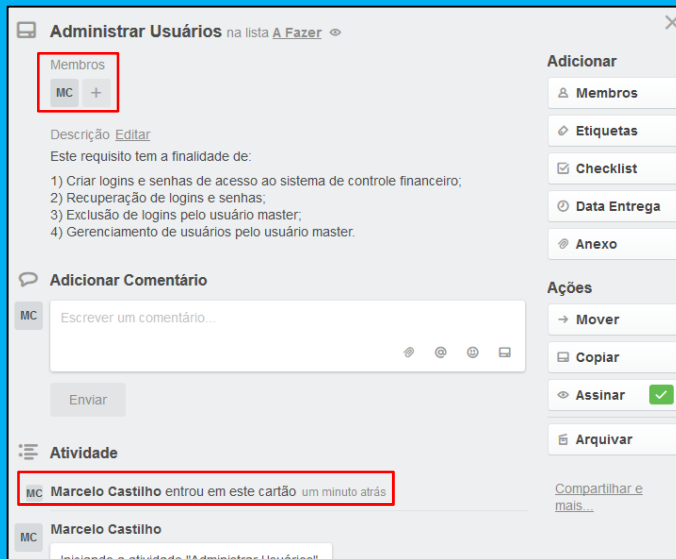 Administrar Usuários na lista A Fazer
Membros
MC +
Descrição Editar
Este requisito tem a finalidade de:
1) Criar logins e senhas de acesso ao sistema de controle financeiro;
2) Recuperação de logins e senhas;
3) Exclusão de logins pelo usuário master;
4) Gerenciamento de usuários pelo usuário master.
Adicionar Comentário
MC
Escrever um comentário...
@
Enviar
Atividade
MC Marcelo Castilho entrou em este cartão um minuto atrás
MC Marcelo Castilho
Iniciando a atividade "Administrar Usuários"
Adicionar
Membros
Etiquetas
Checklist
Data Entrega
Anexo
Ações
Mover
Copiar
Assinar
Arquivar
Compartilhar e
mais...